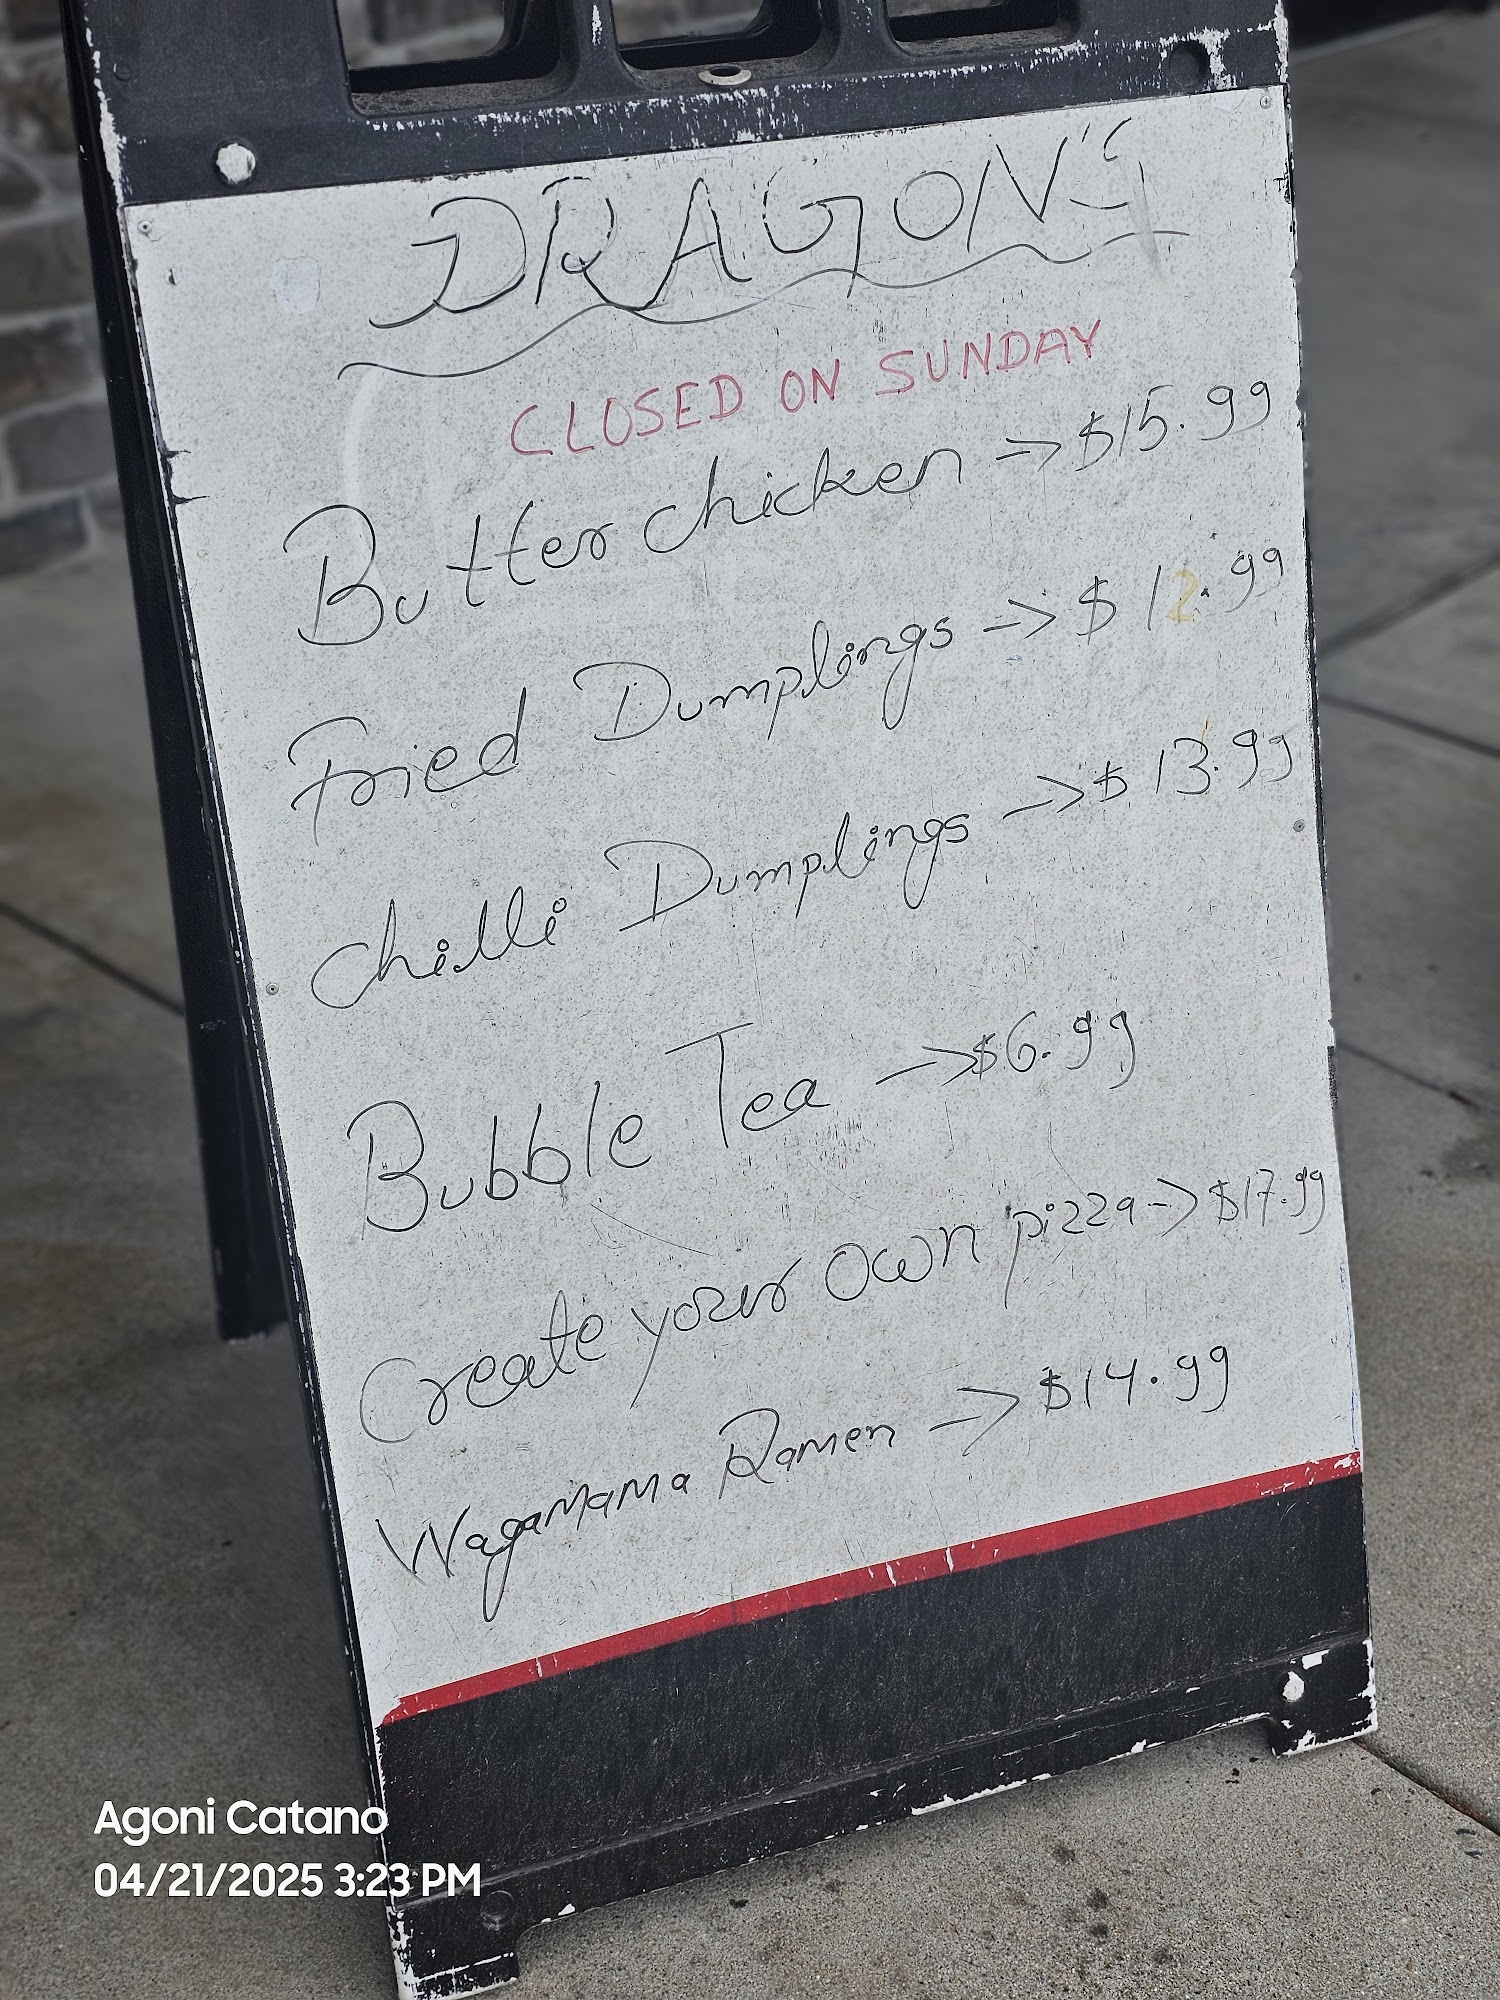 DRAGON'S
CLOSED ON SUNDAY
Butter chicken -> $15.99
Fried Dumplings -> $12.99
chilli Dumplings -> $13.99
Bubble Tea -> $6.99
Create your own pizza -> $17.99
Wagamama Ramen -> $14.99
Agoni Catano
04/21/2025 3:23 PM